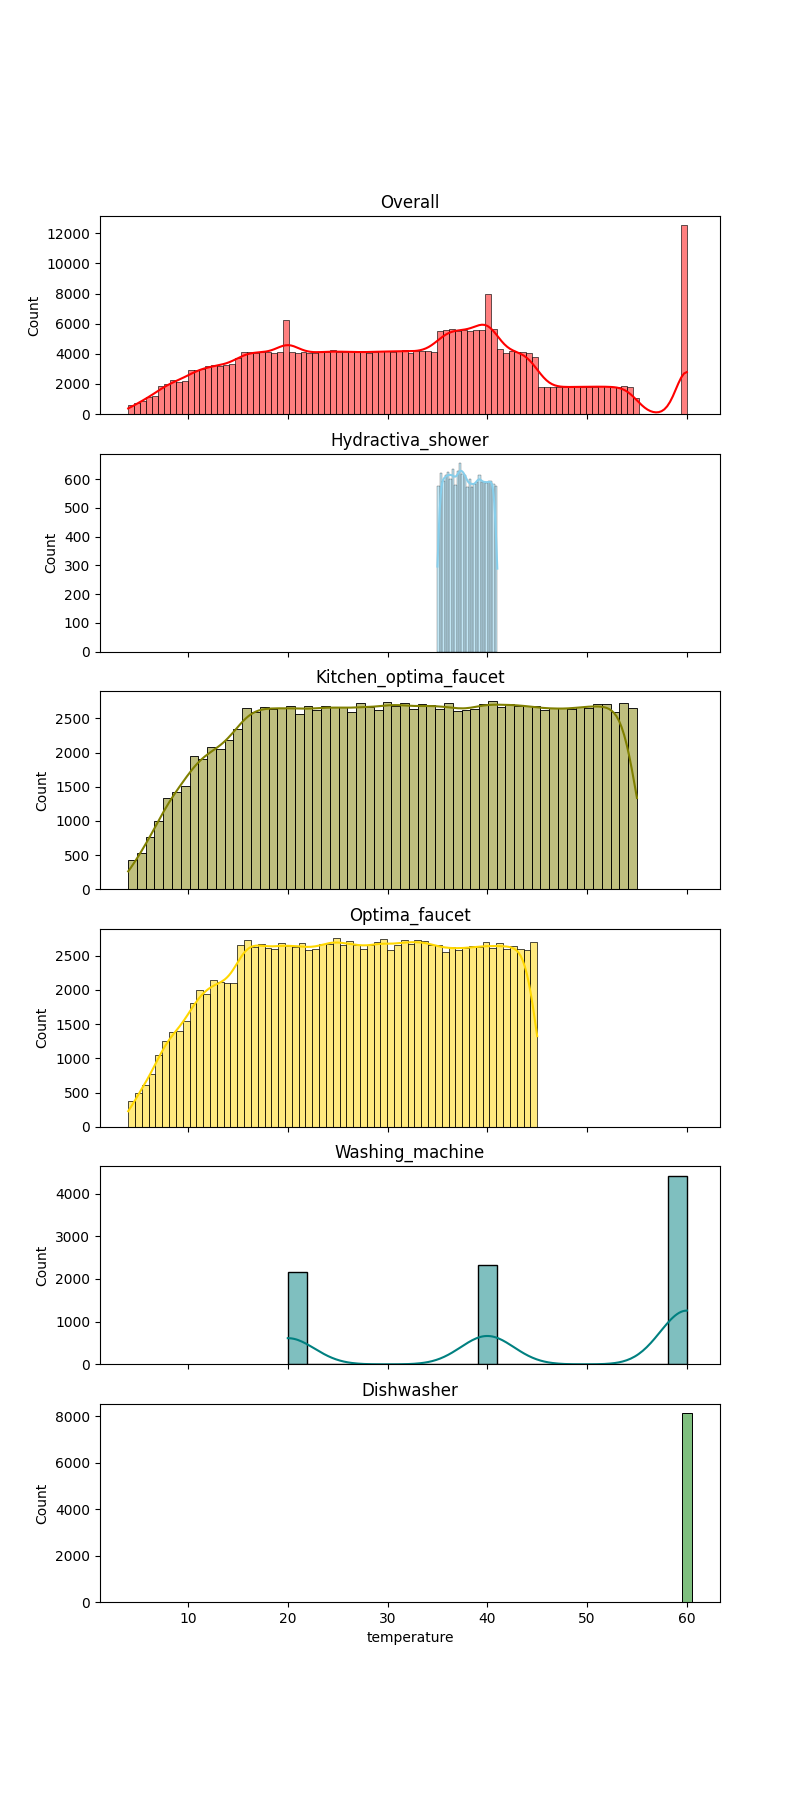 Overall
12000
10000
8000
6000
4000
2000
0
Count
Hydractiva_shower
600
500
400
300
200
100
0
Count
Kitchen_optima_faucet
2500
2000
1500
1000
500
0
Count
Optima_faucet
2500
2000
1500
1000
500
0
Count
Washing_machine
4000
3000
2000
1000
0
Count
Dishwasher
8000
6000
4000
2000
0
Count
10 20 30 40 50 60
temperature